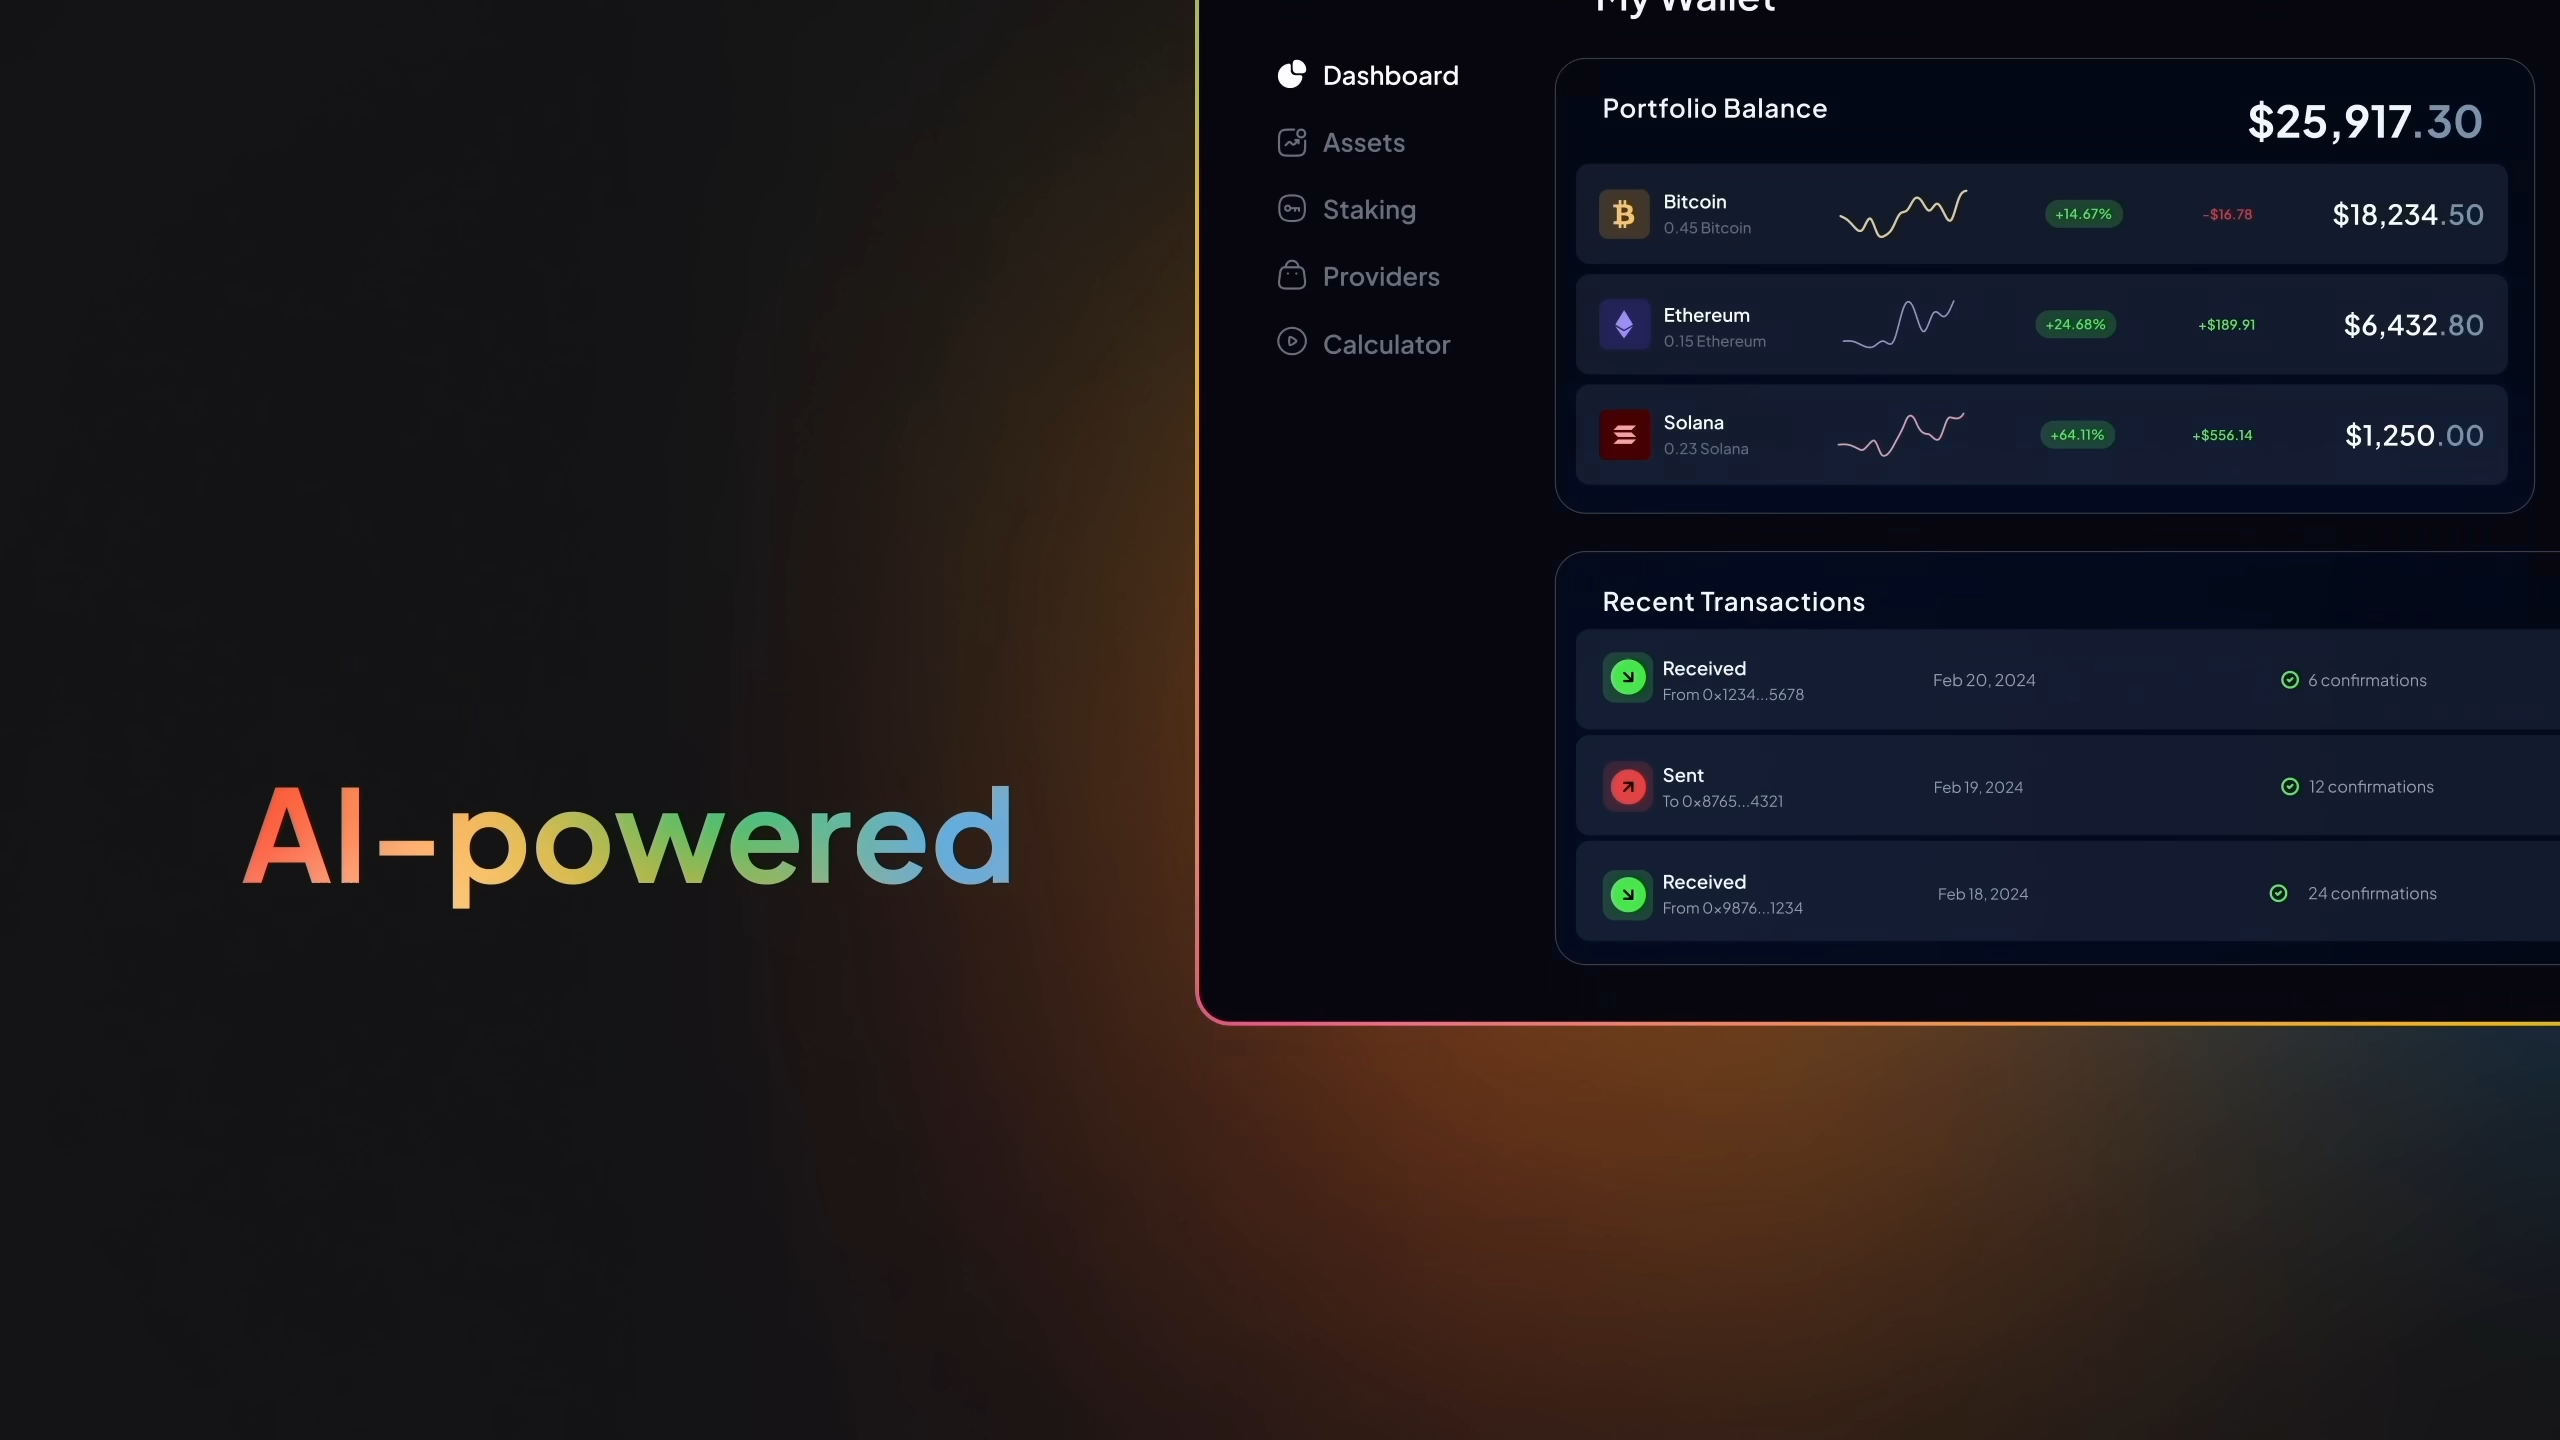 My Wallet
Dashboard
Assets
Staking
Providers
Calculator
Portfolio Balance
$25,917.30
Bitcoin
0.45 Bitcoin
+14.67%
-$16.78
$18,234.50
Ethereum
0.15 Ethereum
+24.68%
+$189.91
$6,432.80
Solana
0.23 Solana
+64.11%
+$556.14
$1,250.00
Recent Transactions
Received
From 0x1234...5678
Feb 20, 2024
6 confirmations
Sent
To 0x8765...4321
Feb 19, 2024
12 confirmations
Received
From 0x9876...1234
Feb 18, 2024
24 confirmations
AI-powered